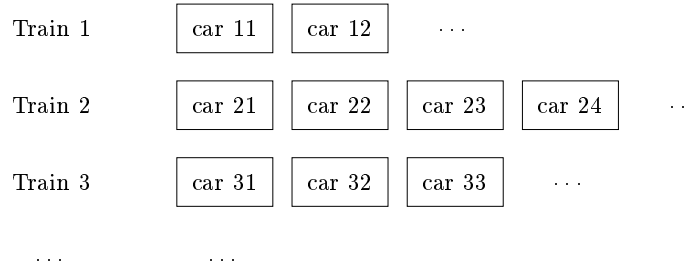 Train 1 car 11 car 12 ...
Train 2 car 21 car 22 car 23 car 24 ..
Train 3 car 31 car 32 car 33 ...
... ...